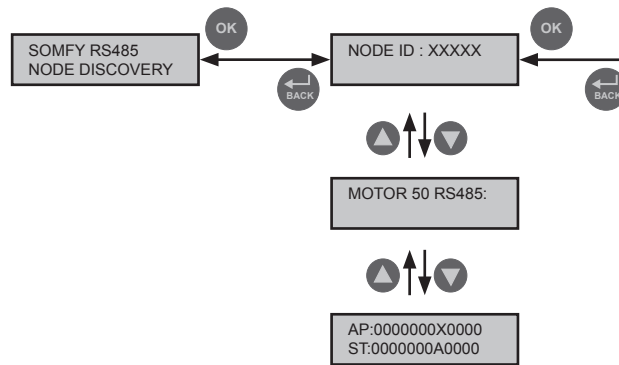 OK
OK
SOMFY RS485
NODE DISCOVERY
NODE ID : XXXXX
BACK
BACK
MOTOR 50 RS485:
AP:0000000X0000
ST:0000000A0000